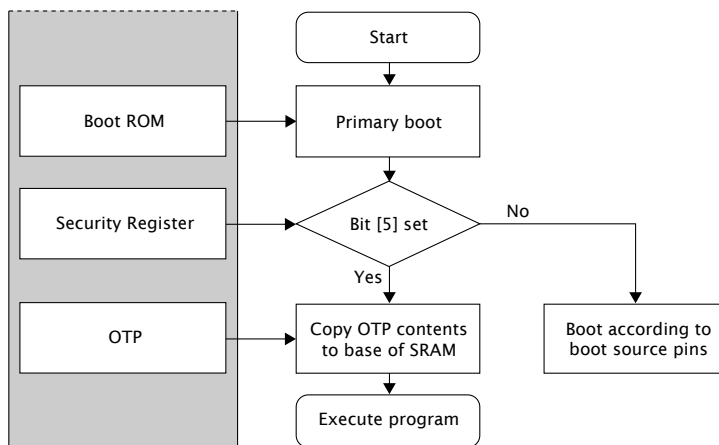 Start
Boot ROM
Primary boot
Security Register
Bit [5] set
No
Yes
OTP
Copy OTP contents
to base of SRAM
Boot according to
boot source pins
Execute program